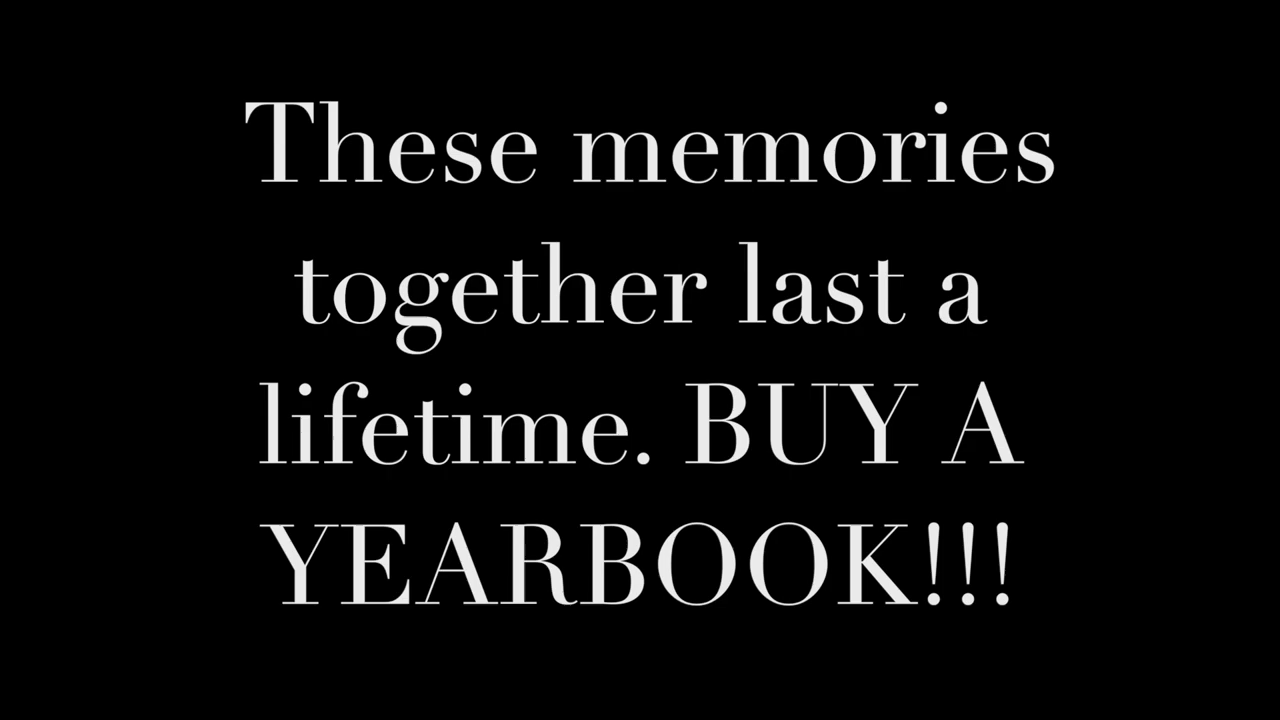 These memories
together last a
lifetime. BUY A
YEARBOOK!!!